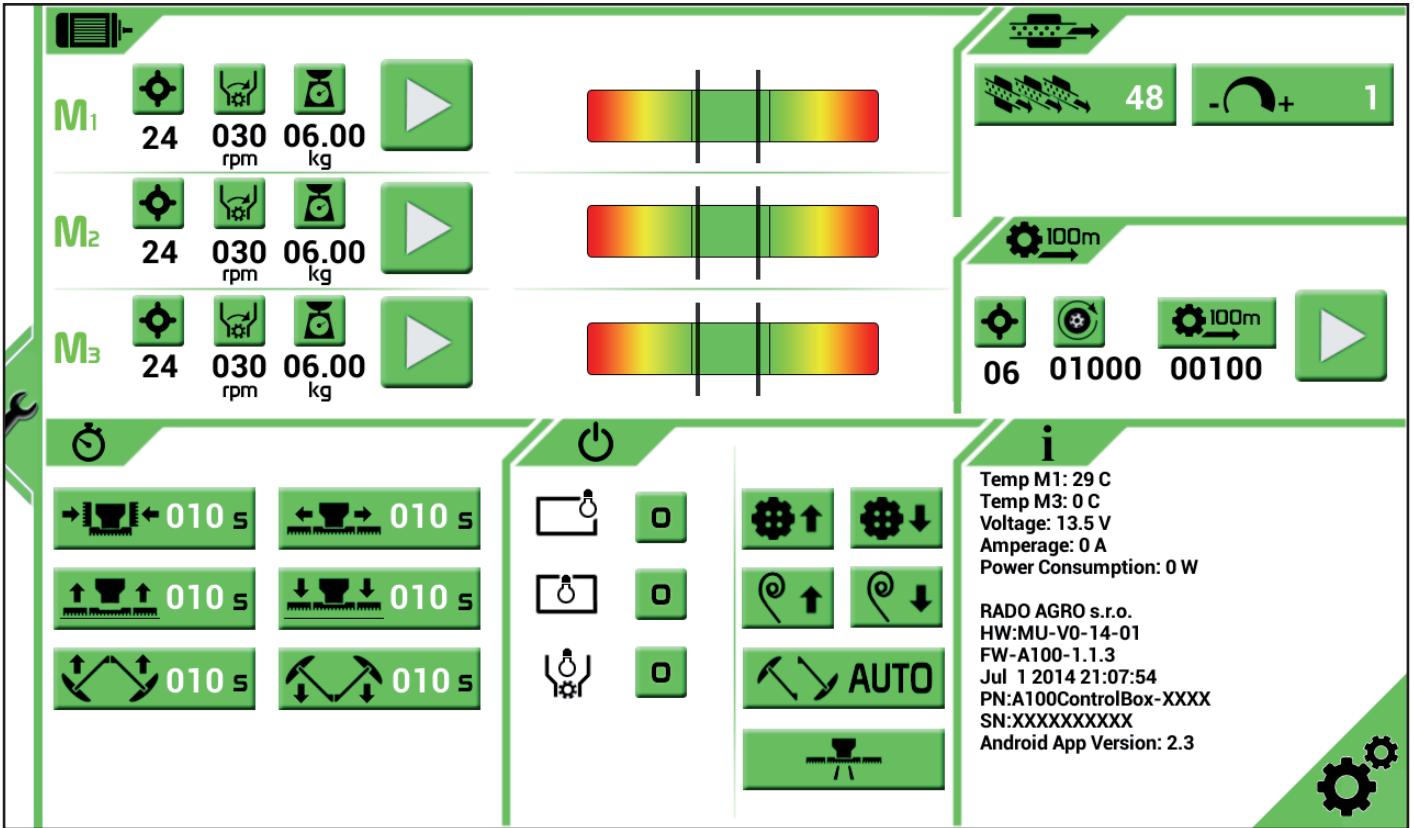 M1
24
030
06.00
rpm
kg
M2
24
030
06.00
rpm
kg
M3
24
030
06.00
rpm
kg
48
- + 1
100m
100m
06
01000
00100
010 s
010 s
010 s
010 s
010 s
010 s
O
O
O
AUTO
i
Temp M1: 29 C
Temp M3: 0 C
Voltage: 13.5 V
Amperage: 0 A
Power Consumption: 0 W
RADO AGRO s.r.o.
HW:MU-V0-14-01
FW-A100-1.1.3
Jul 1 2014 21:07:54
PN:A100ControlBox-XXXX
SN:XXXXXXXXXX
Android App Version: 2.3